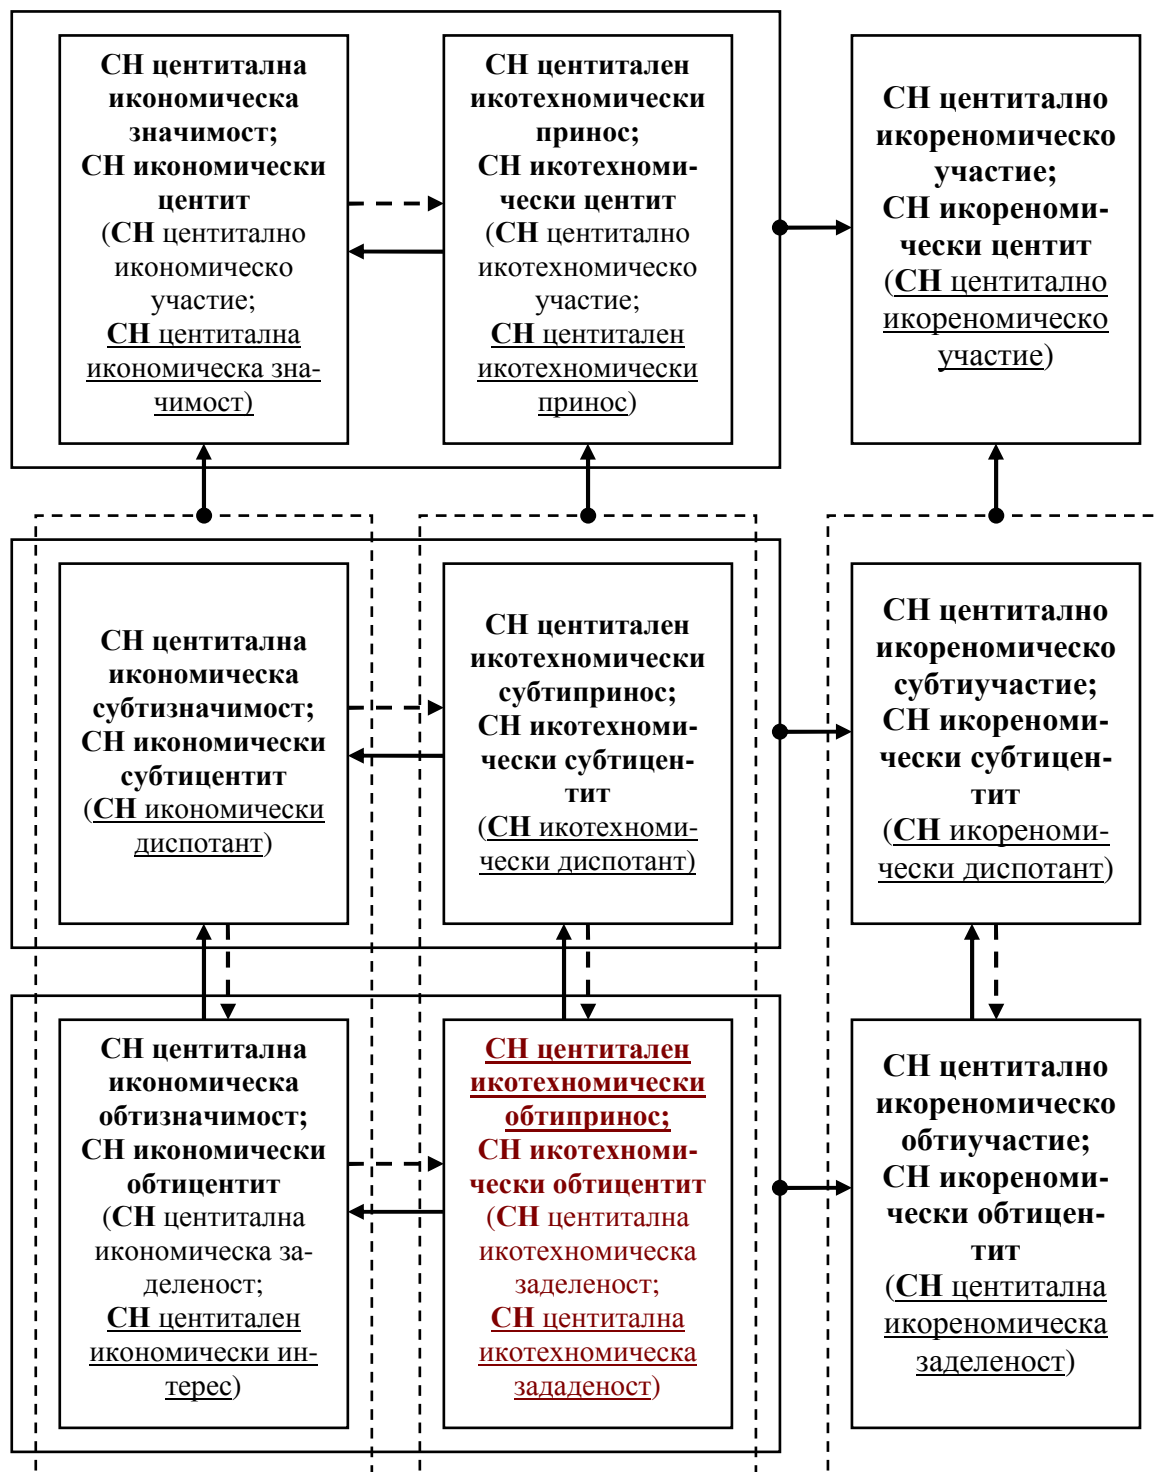 СН центитална
икономическа
значимост;
СН икономически
центит
(СН центитално
икономическо
участие;
СН центитална
икономическа зна-
чимост)
СН центитален
икотехномически
принос;
СН икотехноми-
чески центит
(СН центитално
икотехномическо
участие;
СН центитален
икотехномически
принос)
СН центитално
икореномическо
участие;
СН икореноми-
чески центит
(СН центитално
икореномическо
участие)
СН центитална
икономическа
субтизначимост;
СН икономически
субтицентит
(СН икономически
диспотант)
СН центитален
икотехномически
субтипринос;
СН икотехноми-
чески субтицен-
тит
(СН икотехноми-
чески диспотант)
СН центитално
икореномическо
субтиучастие;
СН икореноми-
чески субтицен-
тит
(СН икореноми-
чески диспотант)
СН центитална
икономическа
обтизначимост;
СН икономически
обтицентит
(СН центитална
икономическа за-
деленост;
СН центитален
икономически ин-
терес)
СН центитален
икотехномически
обтипринос;
СН икотехноми-
чески обтицентит
(СН центитална
икотехномическа
заделеност;
СН центитална
икотехномическа
зададеност)
СН центитално
икореномическо
обтиучастие;
СН икореноми-
чески обтицен-
тит
(СН центитална
икореномическа
заделеност)